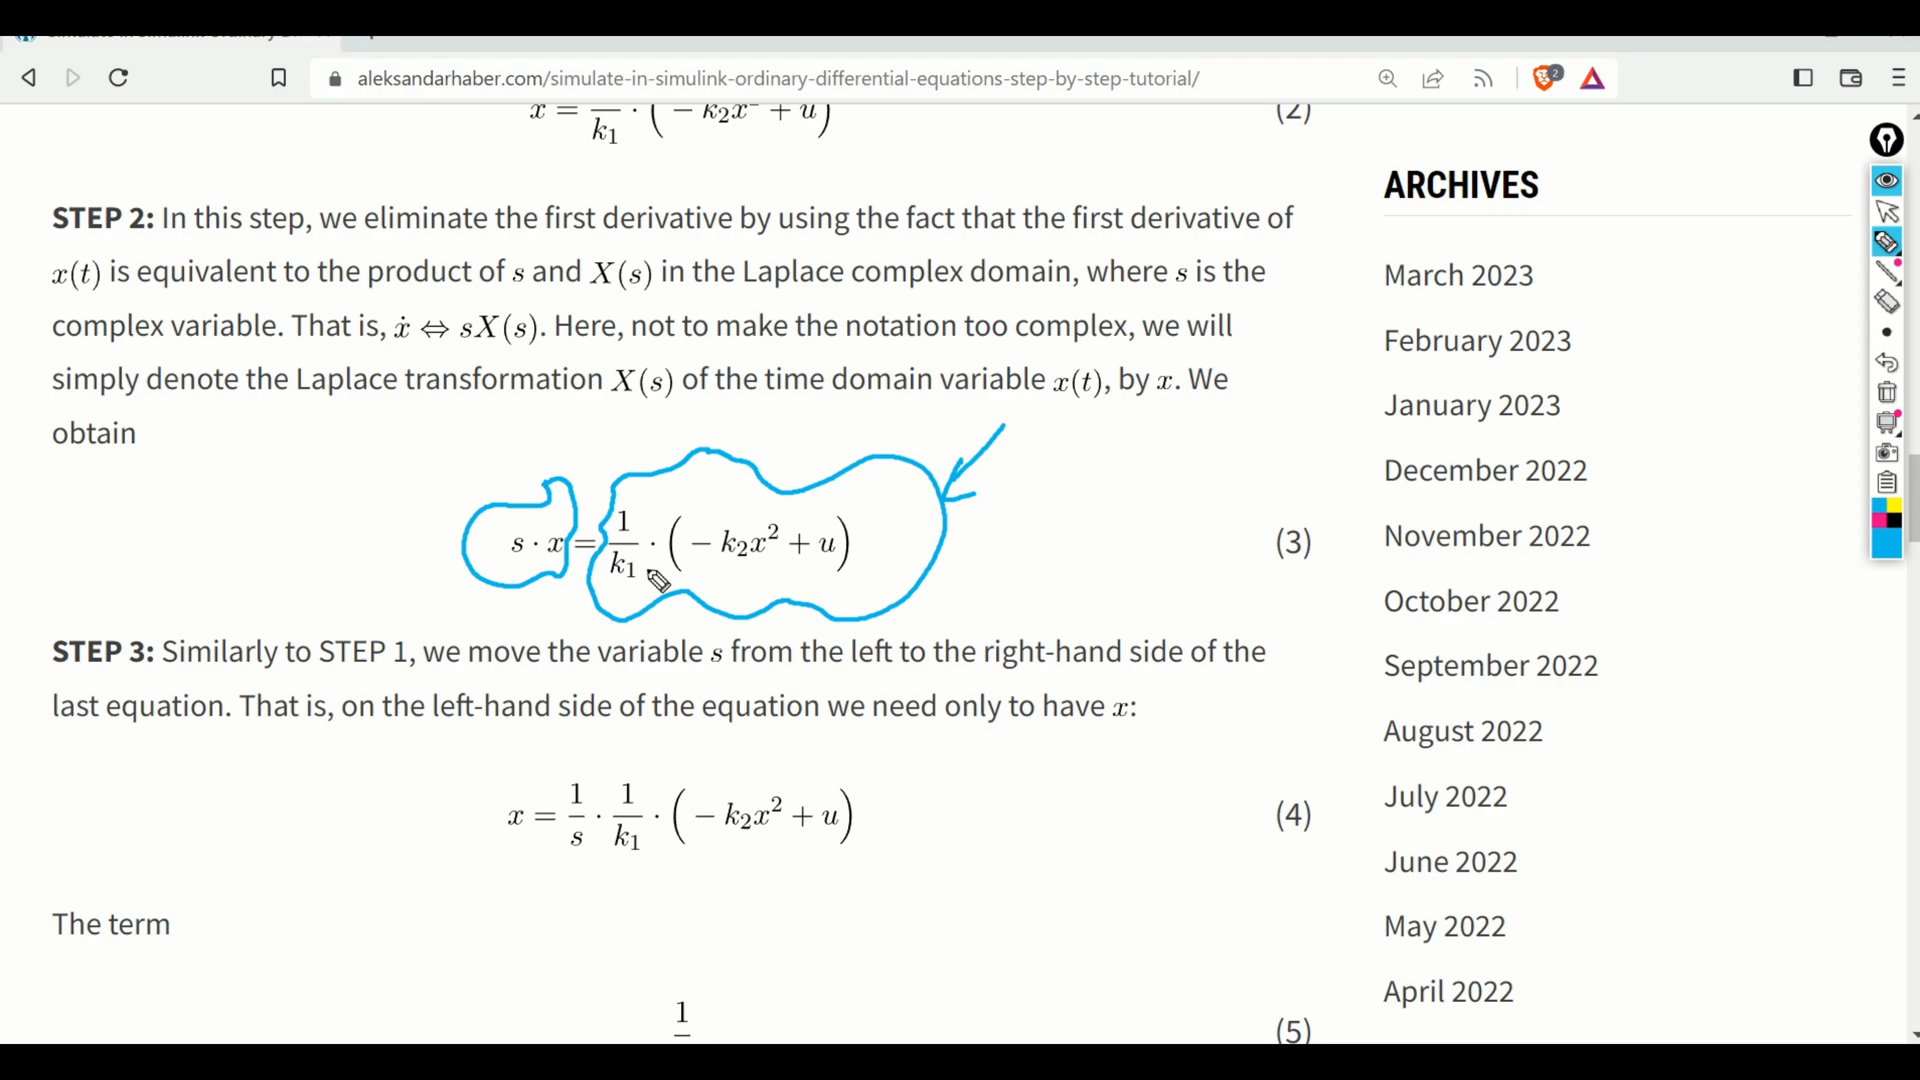 aleksandarhaber.com/simulate-in-simulink-ordinary-differential-equations-step-by-step-tutorial/
2
x = / k₁ · ( − k₂x² + u ) (2)
STEP 2: In this step, we eliminate the first derivative by using the fact that the first derivative of
x(t) is equivalent to the product of s and X(s) in the Laplace complex domain, where s is the
complex variable. That is, ẋ ⇔ sX(s). Here, not to make the notation too complex, we will
simply denote the Laplace transformation X(s) of the time domain variable x(t), by x. We
obtain
s · x = 1/k₁ · ( − k₂x² + u ) (3)
STEP 3: Similarly to STEP 1, we move the variable s from the left to the right-hand side of the
last equation. That is, on the left-hand side of the equation we need only to have x:
x = 1/s · 1/k₁ · ( − k₂x² + u ) (4)
The term
1 (5)
ARCHIVES
March 2023
February 2023
January 2023
December 2022
November 2022
October 2022
September 2022
August 2022
July 2022
June 2022
May 2022
April 2022